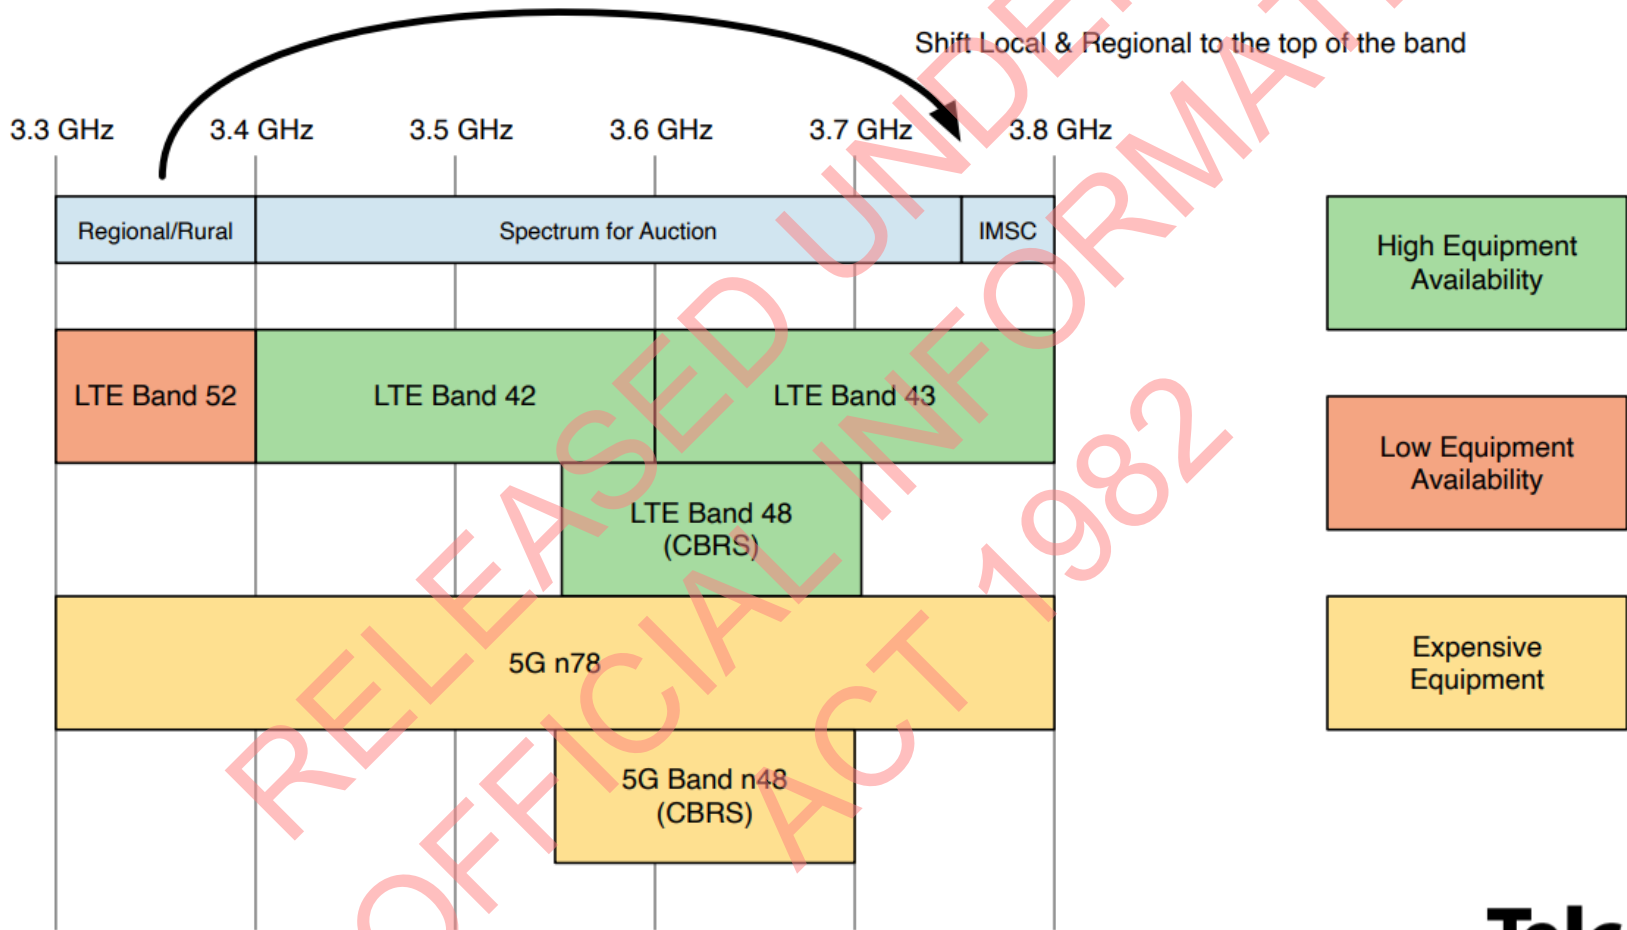 Shift Local & Regional to the top of the band
3.3 GHz
3.4 GHz
3.5 GHz
3.6 GHz
3.7 GHz
3.8 GHz
Regional/Rural
Spectrum for Auction
IMSC
High Equipment
Availability
LTE Band 52
LTE Band 42
LTE Band 43
Low Equipment
Availability
LTE Band 48
(CBRS)
5G n78
Expensive
Equipment
5G Band n48
(CBRS)
RELEASED UNDE
OFFICIAL INFORMAT
ACT 1982